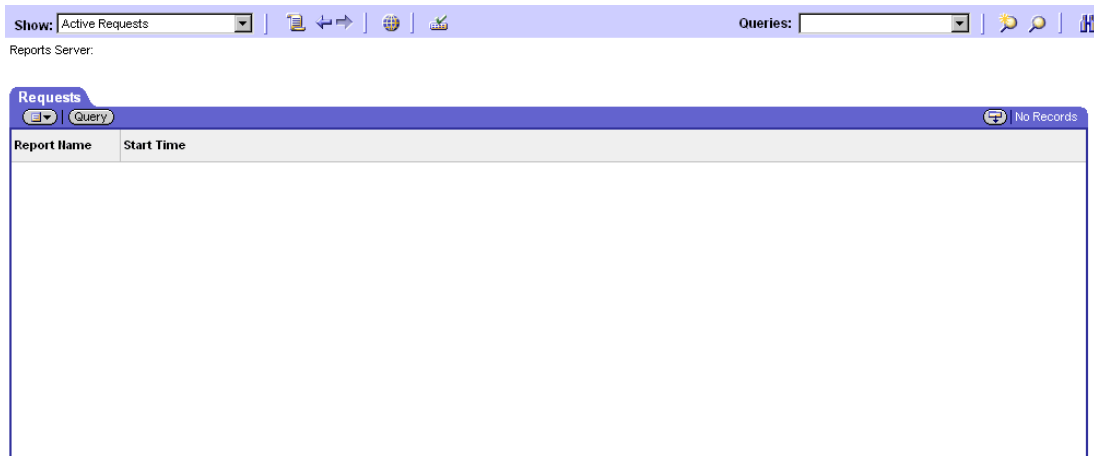 Show: Active Requests Queries:
Reports Server:
Requests
Query No Records
Report Name Start Time